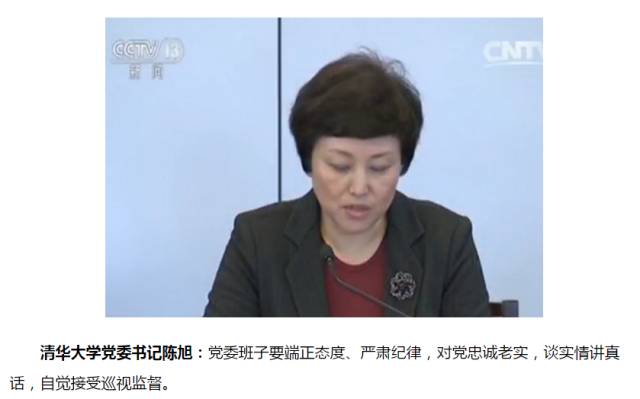 CCTV 13
新闻
CNTV
清华大学党委书记陈旭：党委班子要端正态度、严肃纪律，对党忠诚老实，谈实情讲真
话，自觉接受巡视监督。